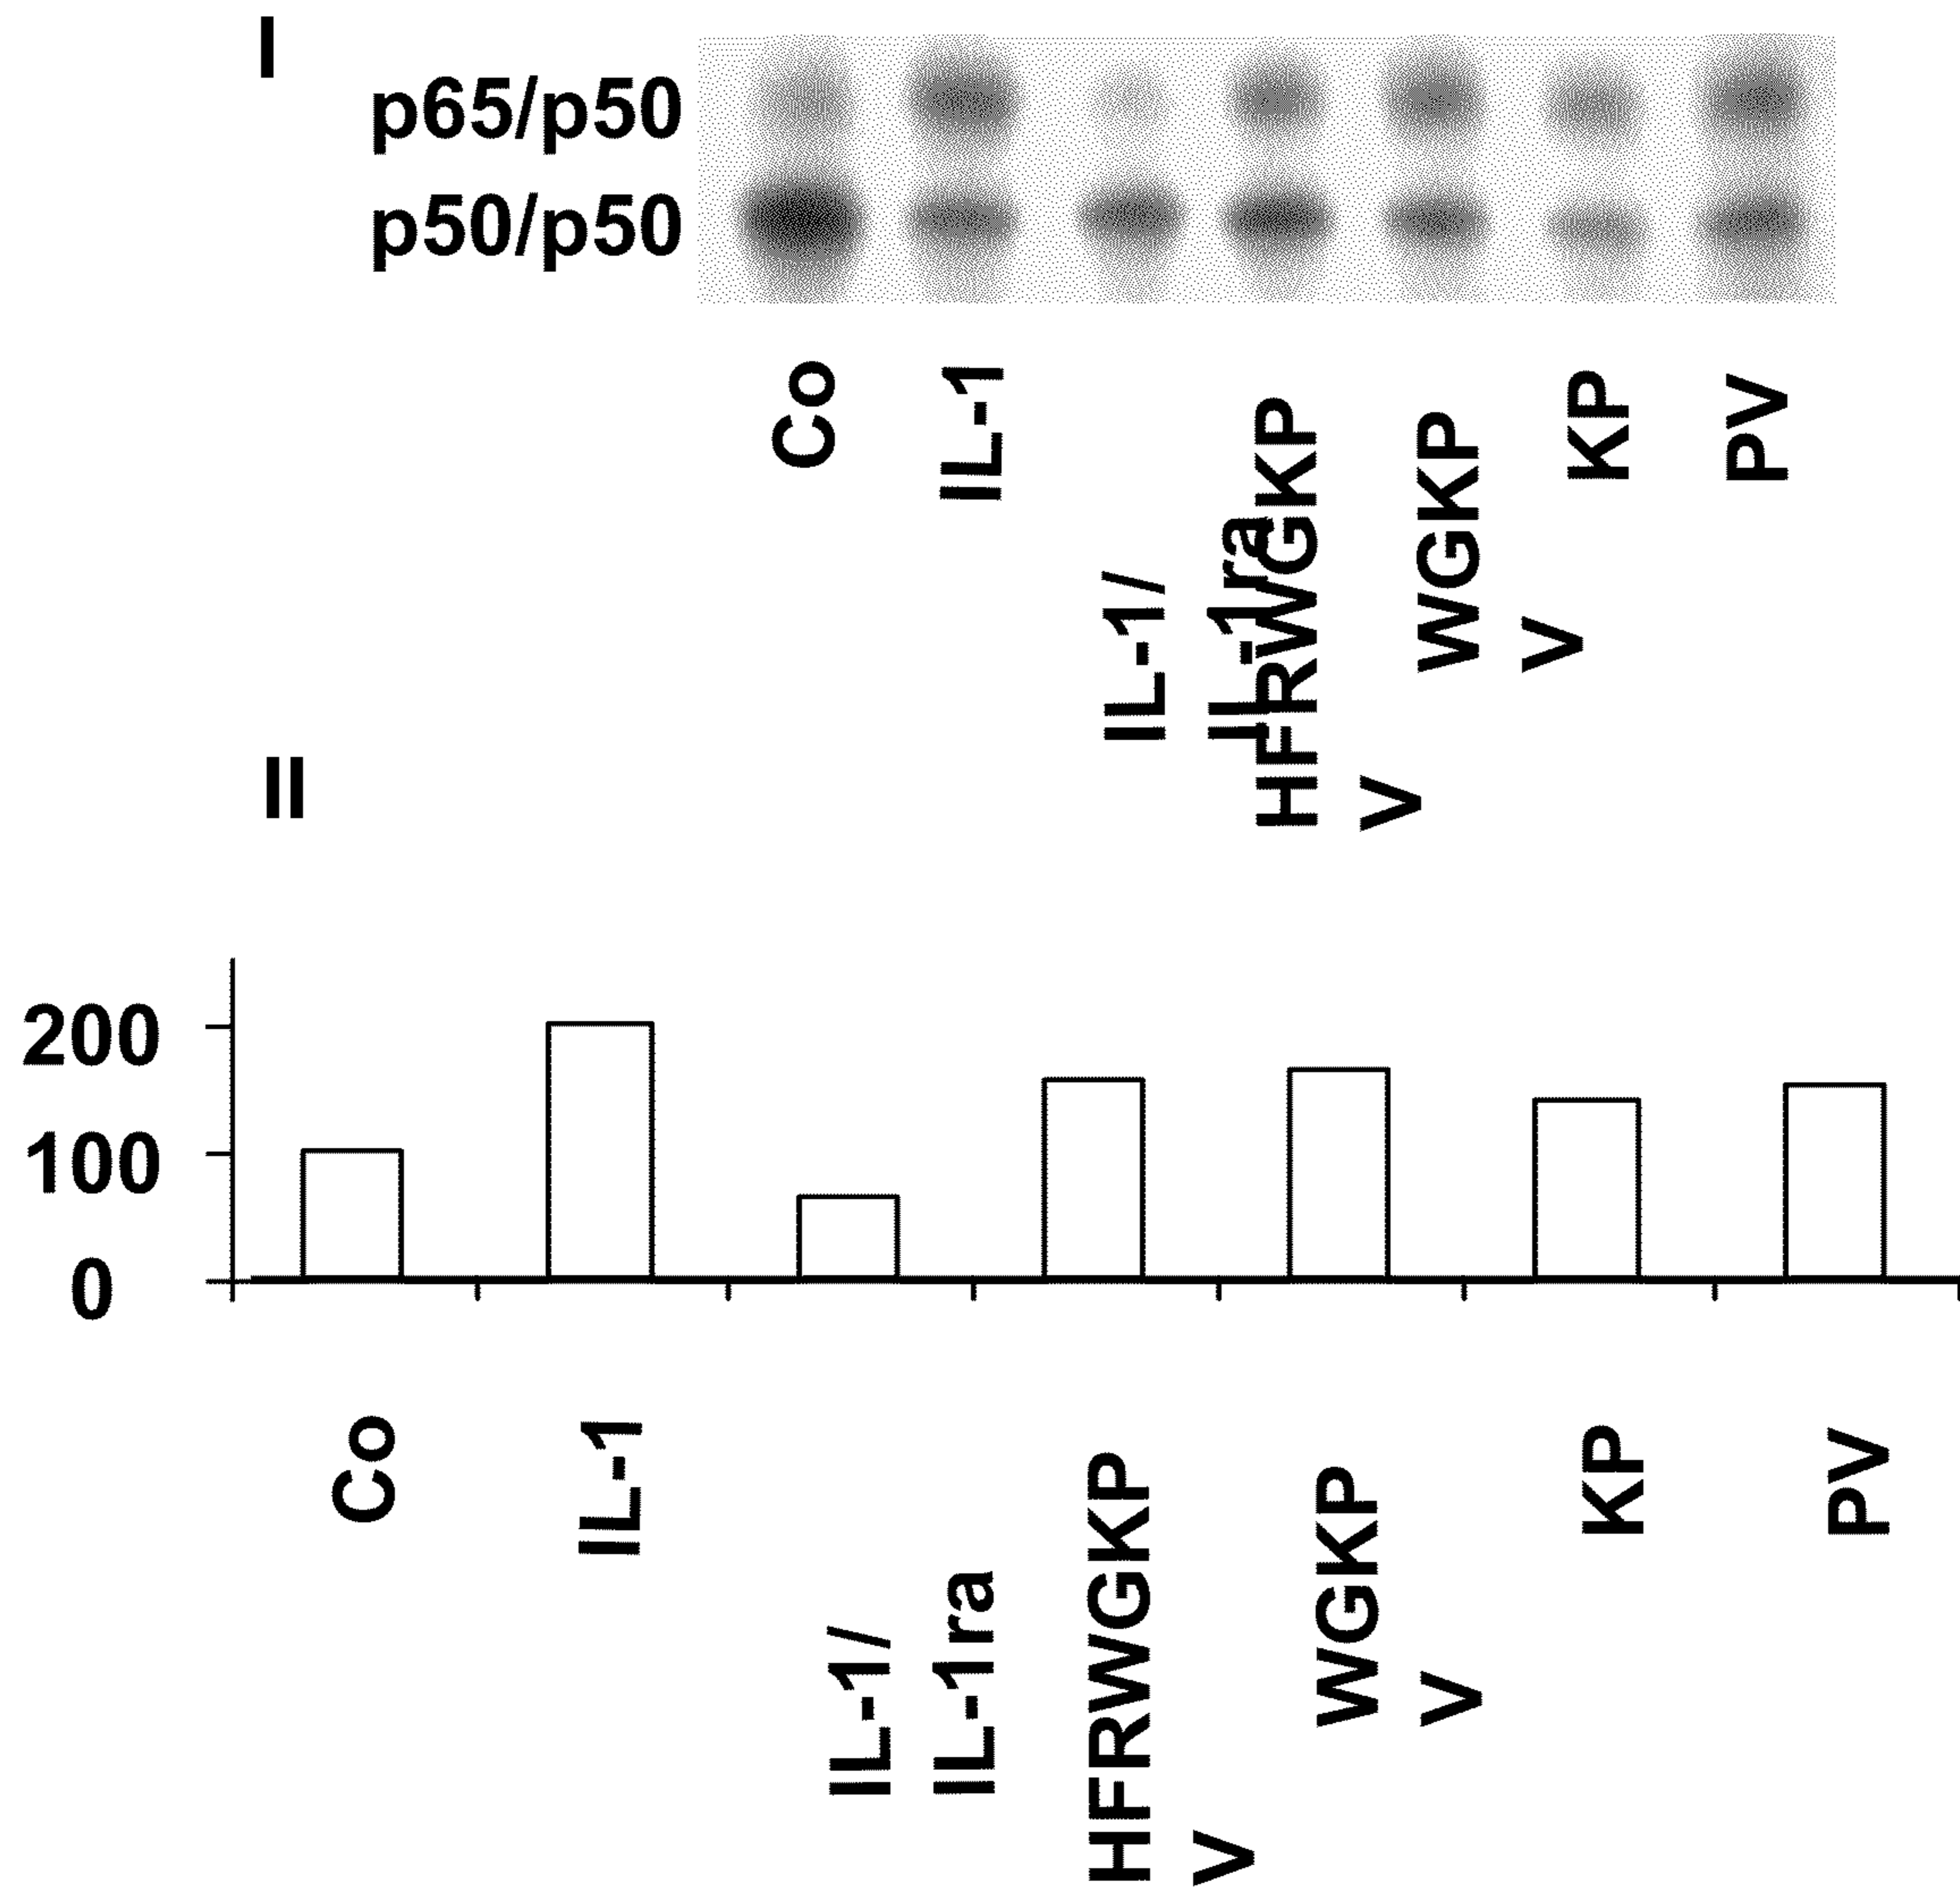 I
p65/p50
p50/p50
Co
IL-1
IL-1/
IL-1ra
HFRWGKP
V
WGKP
V
KP
PV
II
200
100
0
Co
IL-1
IL-1/
IL-1ra
HFRWGKP
V
WGKP
V
KP
PV